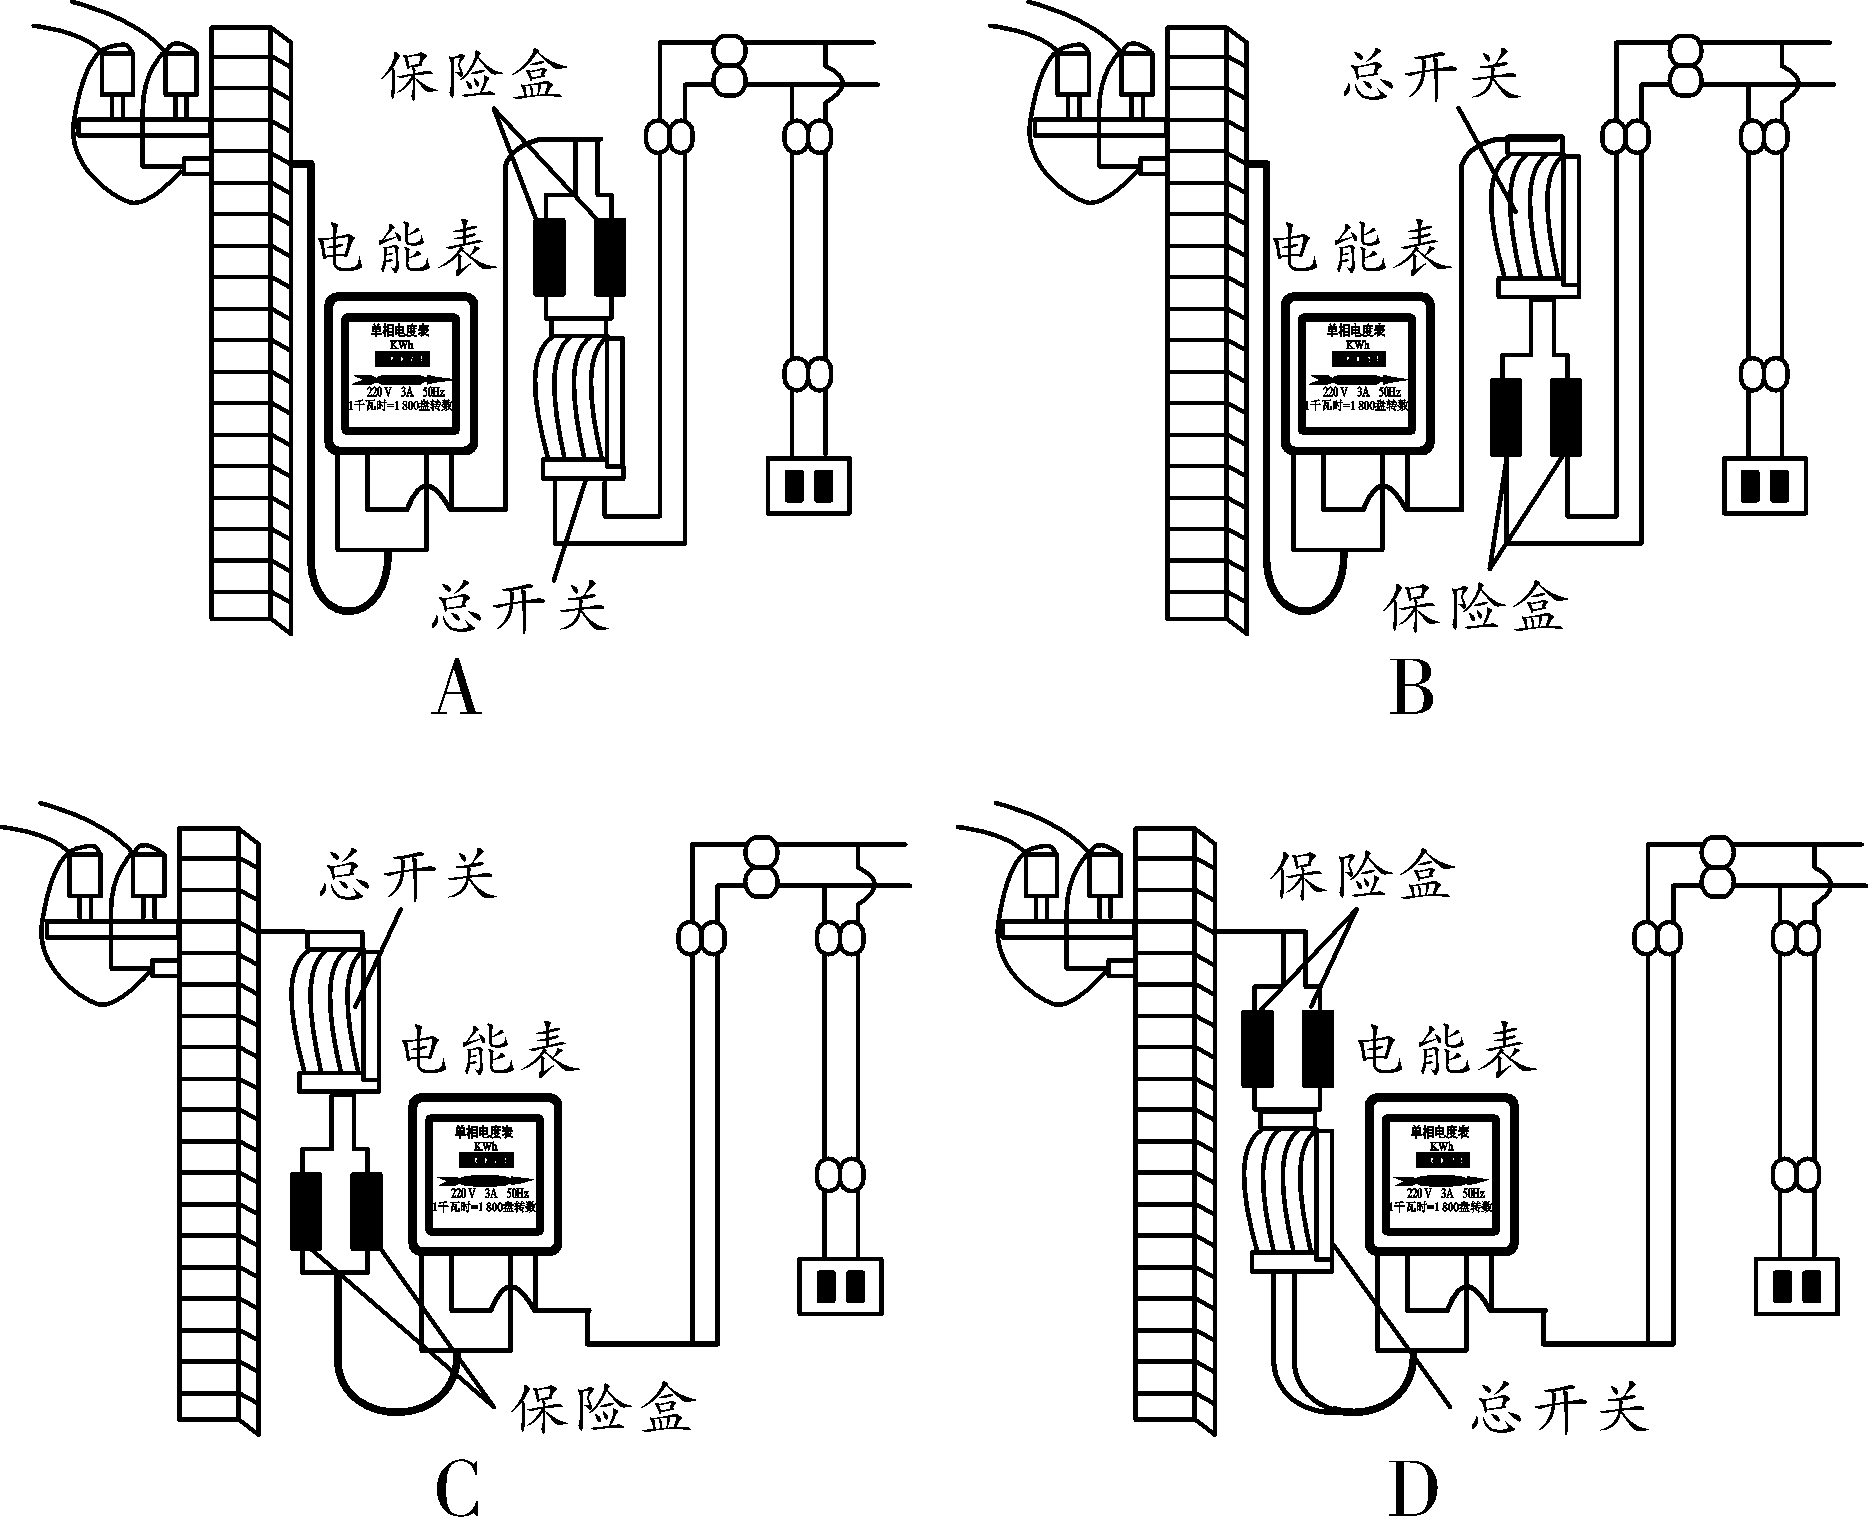 保险盒
电能表
单相电度表
KWh
220V 3A 50Hz
1千瓦时=1800盘转数
总开关
A
总开关
电能表
单相电度表
KWh
220V 3A 50Hz
1千瓦时=1800盘转数
保险盒
B
总开关
电能表
单相电度表
KWh
220V 3A 50Hz
1千瓦时=1800盘转数
保险盒
C
保险盒
电能表
单相电度表
KWh
220V 3A 50Hz
1千瓦时=1800盘转数
总开关
D